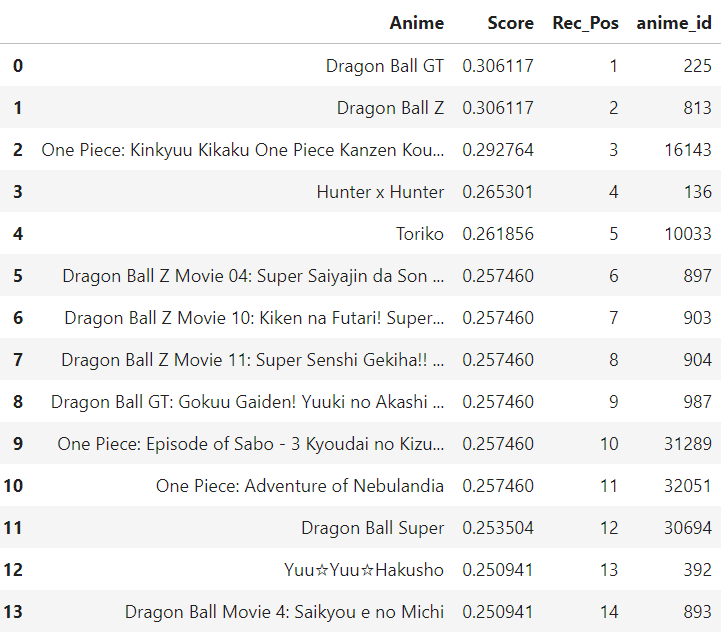 Anime Score Rec_Pos anime_id
0 Dragon Ball GT 0.306117 1 225
1 Dragon Ball Z 0.306117 2 813
2 One Piece: Kinkyuu Kikaku One Piece Kanzen Kou... 0.292764 3 16143
3 Hunter x Hunter 0.265301 4 136
4 Toriko 0.261856 5 10033
5 Dragon Ball Z Movie 04: Super Saiyajin da Son ... 0.257460 6 897
6 Dragon Ball Z Movie 10: Kiken na Futari! Super... 0.257460 7 903
7 Dragon Ball Z Movie 11: Super Senshi Gekiha!! ... 0.257460 8 904
8 Dragon Ball GT: Gokuu Gaiden! Yuuki no Akashi ... 0.257460 9 987
9 One Piece: Episode of Sabo - 3 Kyoudai no Kizu... 0.257460 10 31289
10 One Piece: Adventure of Nebulandia 0.257460 11 32051
11 Dragon Ball Super 0.253504 12 30694
12 Yuu☆Yuu☆Hakusho 0.250941 13 392
13 Dragon Ball Movie 4: Saikyou e no Michi 0.250941 14 893